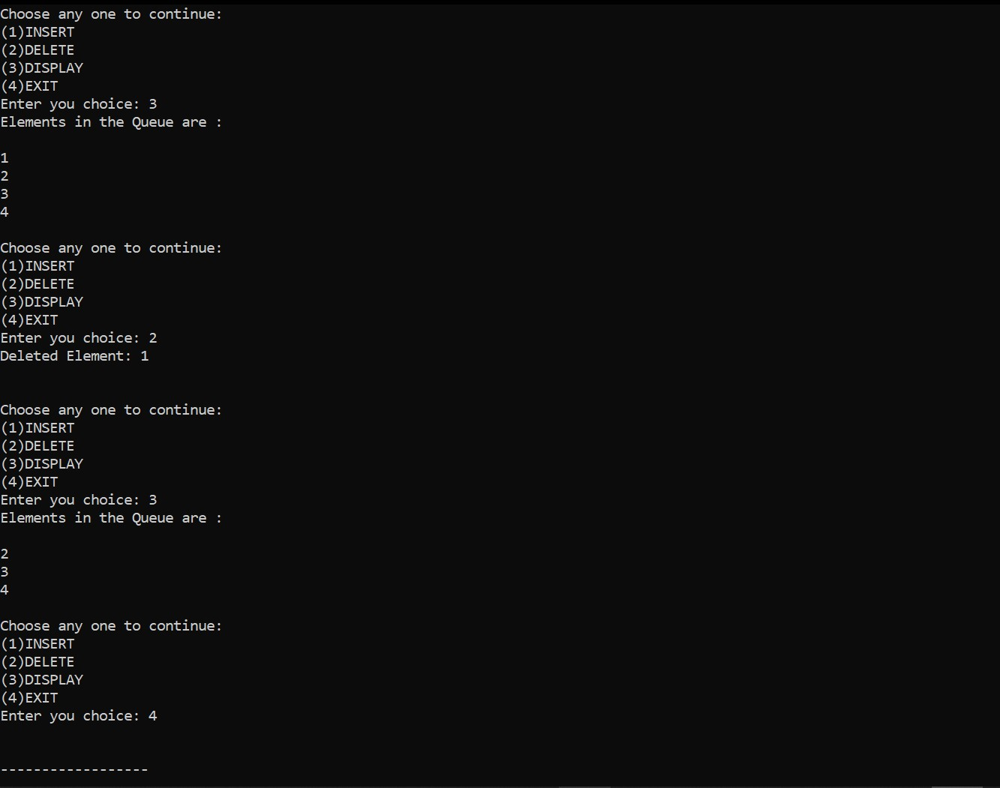 Choose any one to continue:
(1)INSERT
(2)DELETE
(3)DISPLAY
(4)EXIT
Enter you choice: 3
Elements in the Queue are :
1
2
3
4
Choose any one to continue:
(1)INSERT
(2)DELETE
(3)DISPLAY
(4)EXIT
Enter you choice: 2
Deleted Element: 1
Choose any one to continue:
(1)INSERT
(2)DELETE
(3)DISPLAY
(4)EXIT
Enter you choice: 3
Elements in the Queue are :
2
3
4
Choose any one to continue:
(1)INSERT
(2)DELETE
(3)DISPLAY
(4)EXIT
Enter you choice: 4
------------------